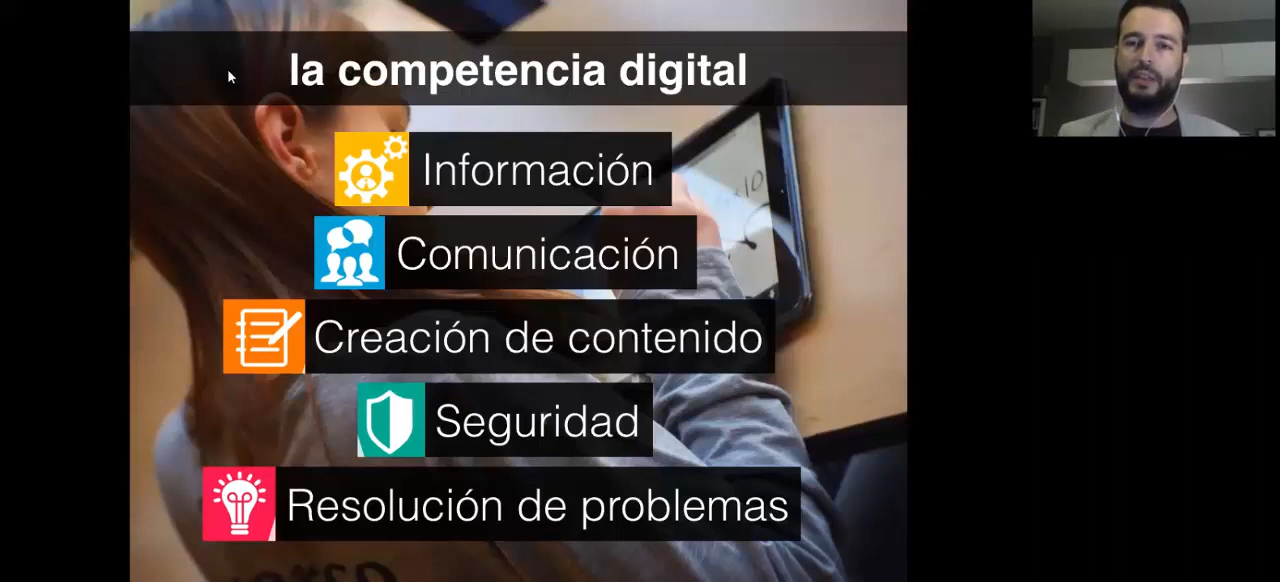 la competencia digital
Información
Comunicación
Creación de contenido
Seguridad
Resolución de problemas